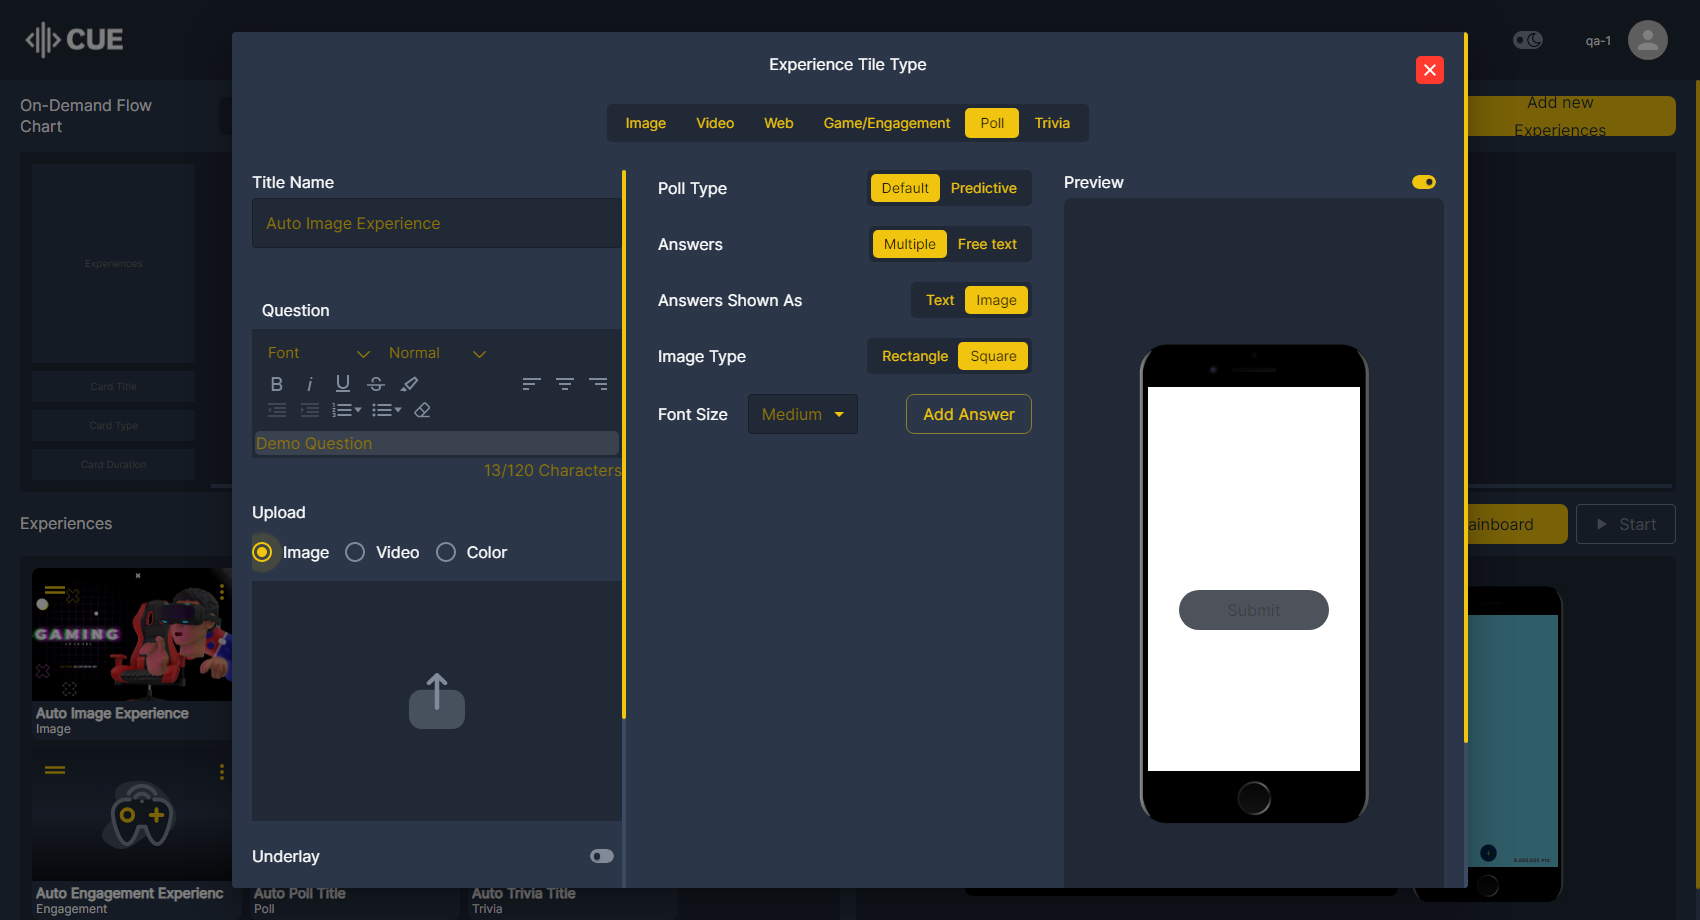 CUE
Experience Tile Type
qa-1
On-Demand Flow
Chart
Add new
Experiences
Image
Video
Web
Game/Engagement
Poll
Trivia
Title Name
Auto Image Experience
Poll Type
Default
Predictive
Preview
Answers
Multiple
Free text
Experiences
Question
Answers Shown As
Text
Image
Font
Normal
Image Type
Rectangle
Square
Card Title
Font Size
Medium
Add Answer
Card Type
Demo Question
Card Duration
13/120 Characters
Experiences
Upload
ainboard
Start
Image
Video
Color
Submit
GAMING
Auto Image Experience
Image
Underlay
Auto Engagement Experienc
Engagement
Auto Poll Title
Poll
Auto Trivia Title
Trivia